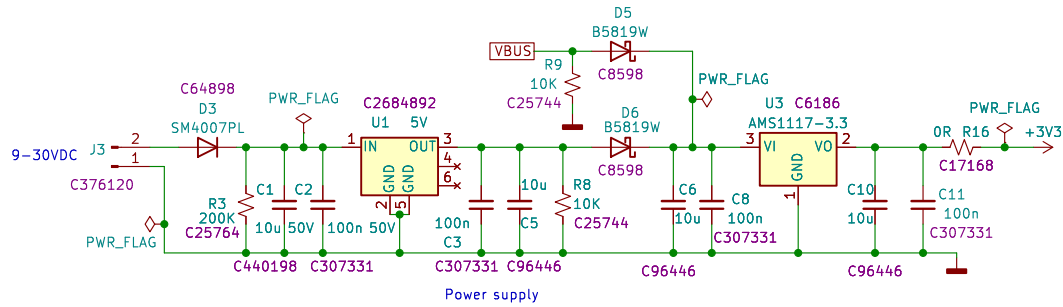 D5
B5819W
VBUS
C8598
R9
10K
C25744
PWR_FLAG
C64898
D3
SM4007PL
PWR_FLAG
C2684892
U1 5V
D6
B5819W
C8598
U3 C6186
AMS1117-3.3
PWR_FLAG
0R R16
+3V3
C17168
9-30VDC
J3
2
1
C376120
PWR_FLAG
1 IN OUT 3
4
6
GND GND
2 5
VI GND VO
3 2
1
R3
200K
C25764
C1
10u 50V
C440198
C2
100n 50V
C307331
100n
C3
C307331
10u
C5
C96446
R8
10K
C25744
C6
10u
C96446
C8
100n
C307331
C10
10u
C96446
C11
100n
C307331
Power supply